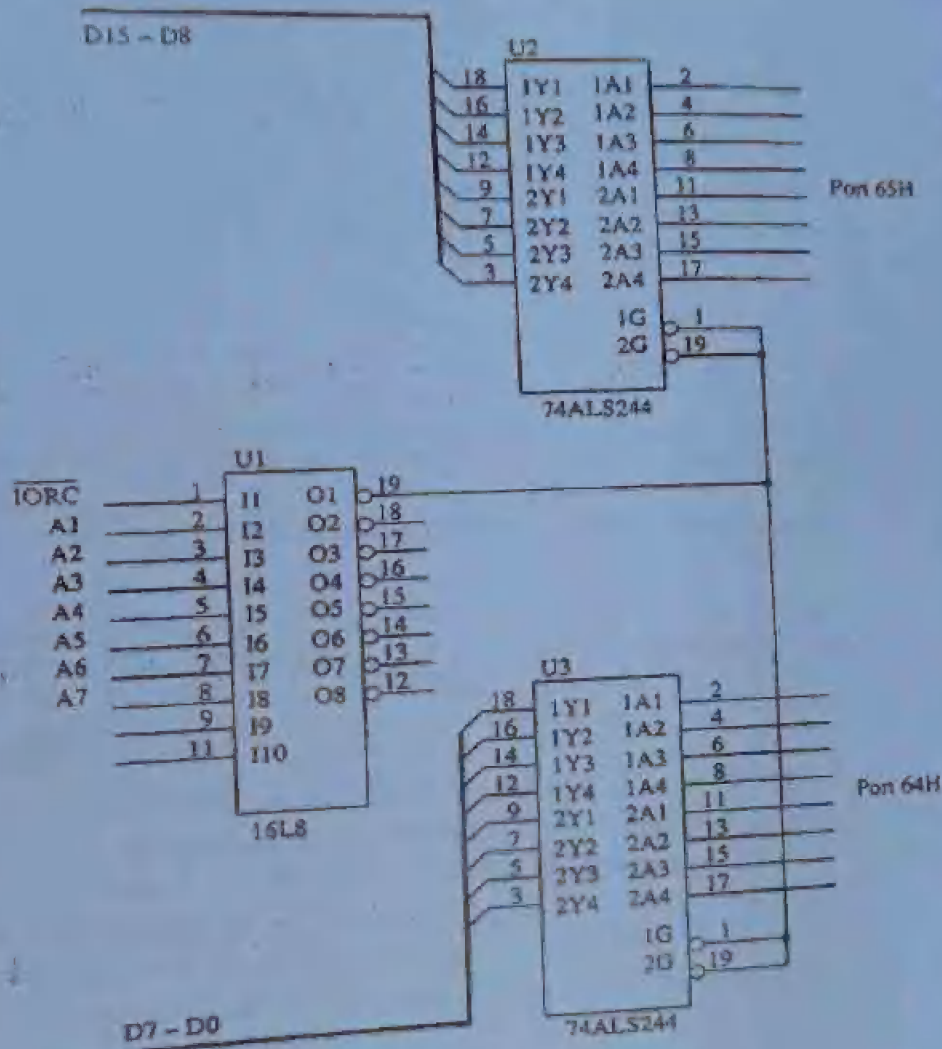 D15 – D8
U2
18 1Y1 1A1 2
16 1Y2 1A2 4
14 1Y3 1A3 6
12 1Y4 1A4 8
9 2Y1 2A1 11
7 2Y2 2A2 13
5 2Y3 2A3 15
3 2Y4 2A4 17
Port 65H
1G 1
2G 19
74ALS244
U1
IORC 1 I1 O1 19
A1 2 I2 O2 18
A2 3 I3 O3 17
A3 4 I4 O4 16
A4 5 I5 O5 15
A5 6 I6 O6 14
A6 7 I7 O7 13
A7 8 I8 O8 12
9 I9
11 I10
16L8
U3
18 1Y1 1A1 2
16 1Y2 1A2 4
14 1Y3 1A3 6
12 1Y4 1A4 8
9 2Y1 2A1 11
7 2Y2 2A2 13
5 2Y3 2A3 15
3 2Y4 2A4 17
Port 64H
1G 1
2G 19
74ALS244
D7 – D0